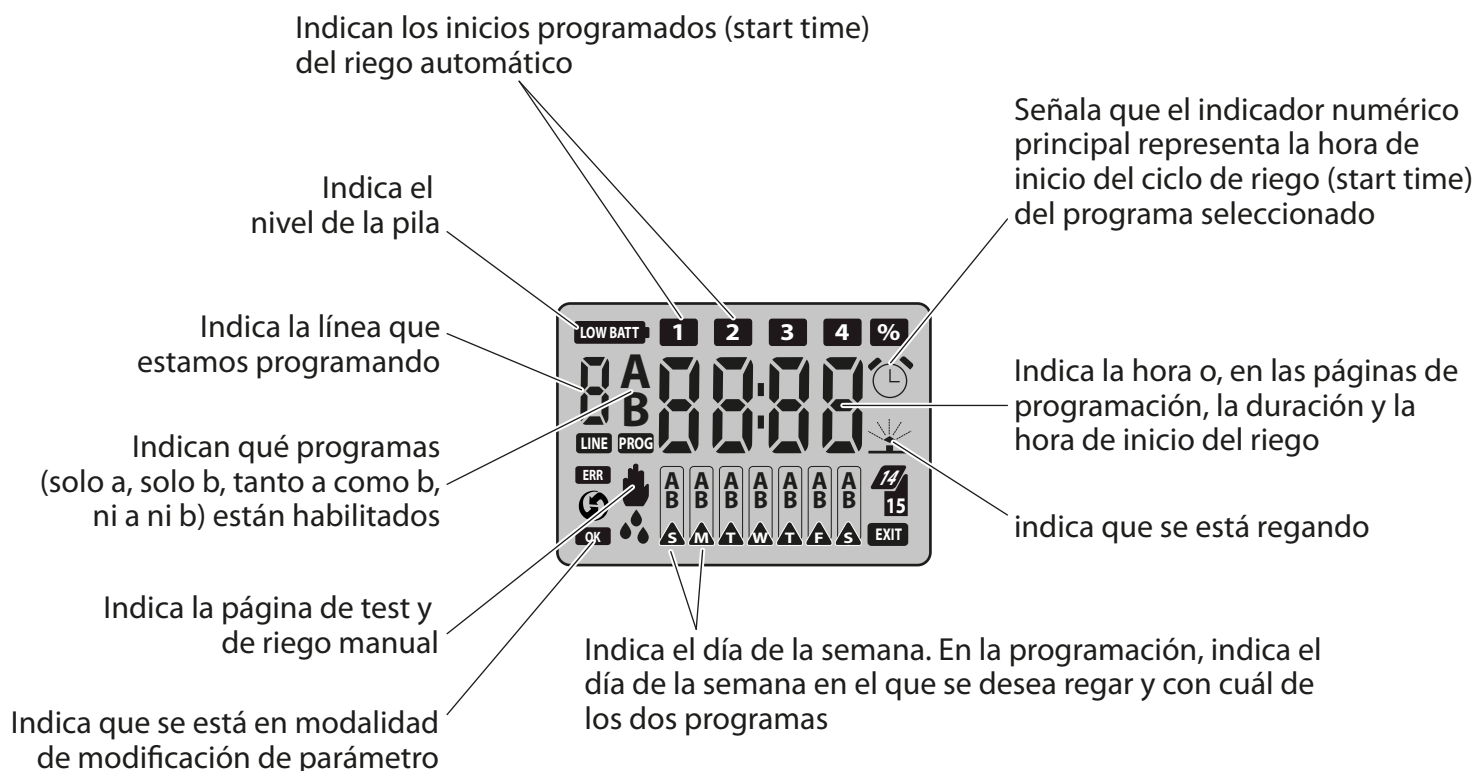 Indican los inicios programados (start time)
del riego automático
Señala que el indicador numérico
principal representa la hora de
inicio del ciclo de riego (start time)
del programa seleccionado
Indica el
nivel de la pila
Indica la línea que
estamos programando
Indican qué programas
(solo a, solo b, tanto a como b,
ni a ni b) están habilitados
Indica la página de test y
de riego manual
Indica que se está en modalidad
de modificación de parámetro
LOW BATT 1 2 3 4 %
8 A 88:88
B
LINE PROG
ERR A A A A A A A 14
B B B B B B B 15
OK S M T W T F S EXIT
Indica la hora o, en las páginas de
programación, la duración y la
hora de inicio del riego
indica que se está regando
Indica el día de la semana. En la programación, indica el
día de la semana en el que se desea regar y con cuál de
los dos programas